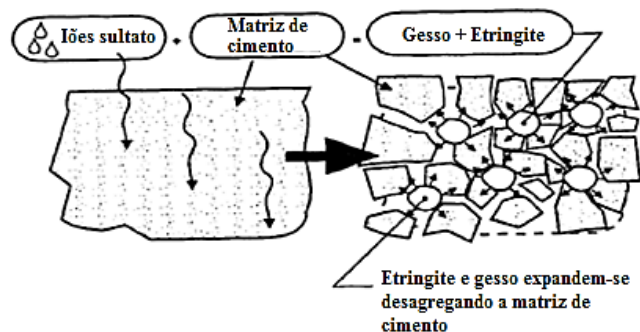 Iões sultato + Matriz de
cimento = Gesso + Etringite
Etringite e gesso expandem-se
desagregando a matriz de
cimento